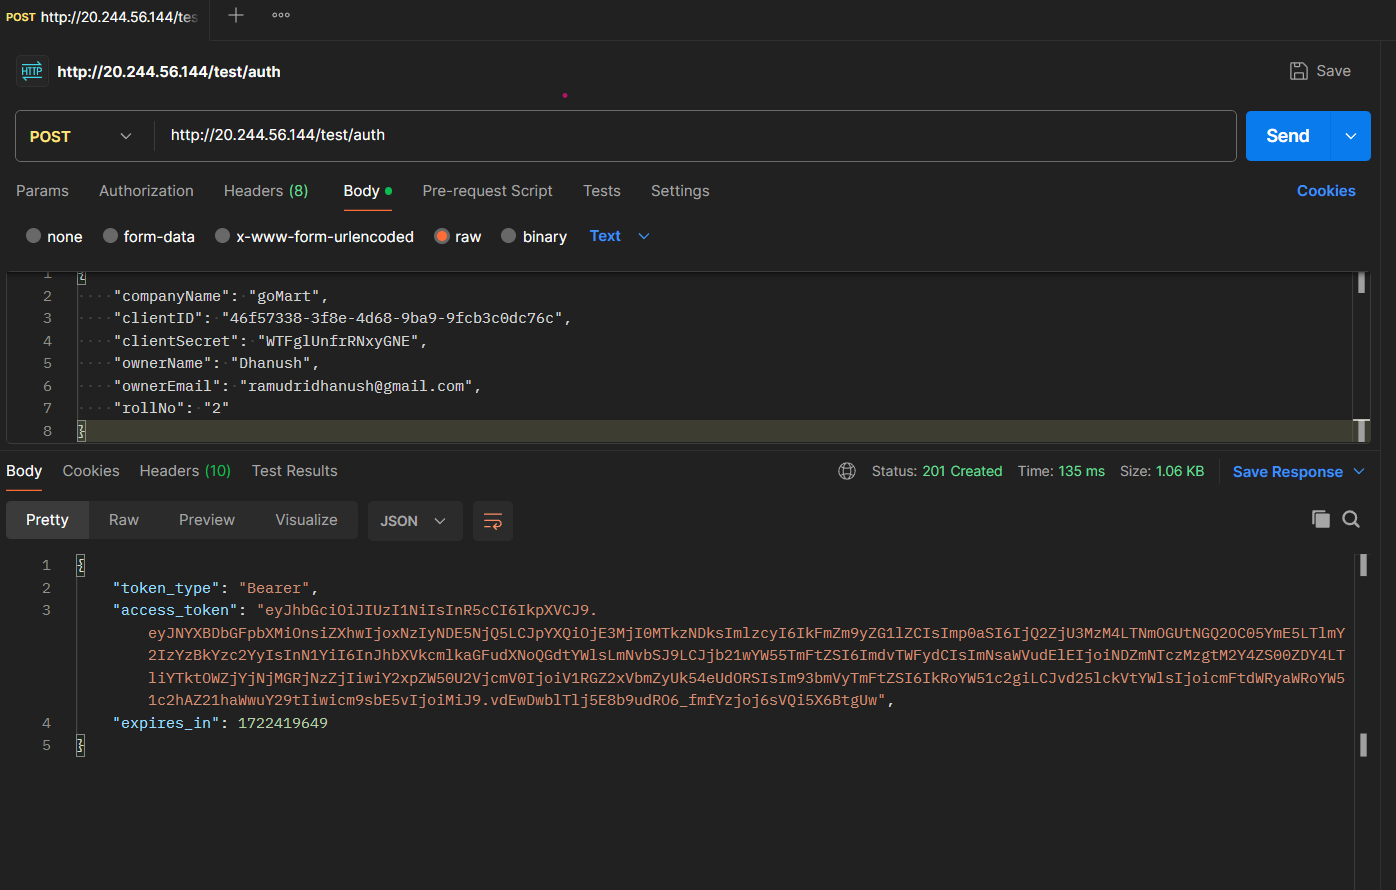 POST http://20.244.56.144/tes
HTTP http://20.244.56.144/test/auth
Save
POST http://20.244.56.144/test/auth
Send
Params Authorization Headers (8) Body Pre-request Script Tests Settings Cookies
none form-data x-www-form-urlencoded raw binary Text
1 {
2 "companyName": "goMart",
3 "clientID": "46f57338-3f8e-4d68-9ba9-9fcb3c0dc76c",
4 "clientSecret": "WTFglUnfrRNxyGNE",
5 "ownerName": "Dhanush",
6 "ownerEmail": "ramudridhanush@gmail.com",
7 "rollNo": "2"
8 }
Body Cookies Headers (10) Test Results Status: 201 Created Time: 135 ms Size: 1.06 KB Save Response
Pretty Raw Preview Visualize JSON
1 {
2 "token_type": "Bearer",
3 "access_token": "eyJhbGciOiJIUzI1NiIsInR5cCI6IkpXVCJ9.
eyJNYXBDbGFpbXMiOnsiZXhwIjoxNzIyNDE5NjQ5LCJpYXQiOjE3MjI0MTkzNDksImlzcyI6IkFmZm9yZG1lZCIsImp0aSI6IjQ2ZjU3MzM4LTNmOGUtNGQ2OC05YmE5LTlmY
2IzYzBkYzc2YyIsInN1YiI6InJhbXVkcmlkaGFudXNoQGdtYWlsLmNvbSJ9LCJjb21wYW55TmFtZSI6ImdvTWFydCIsImNsaWVudElEIjoiNDZmNTczMzgtM2Y4ZS00ZDY4LT
liYTktOWZjYjNjMGRjNzZjIiwiY2xpZW50U2VjcmV0IjoiV1RGZ2xVbmZyUk54eUdORSIsIm93bmVyTmFtZSI6IkRoYW51c2giLCJvd25lckVtYWlsIjoicmFtdWRyaWRoYW5
1c2hAZ21haWwuY29tIiwicm9sbE5vIjoiMiJ9.vdEwDwblTlj5E8b9udRO6_fmfYzjoj6sVQi5X6BtgUw",
4 "expires_in": 1722419649
5 }